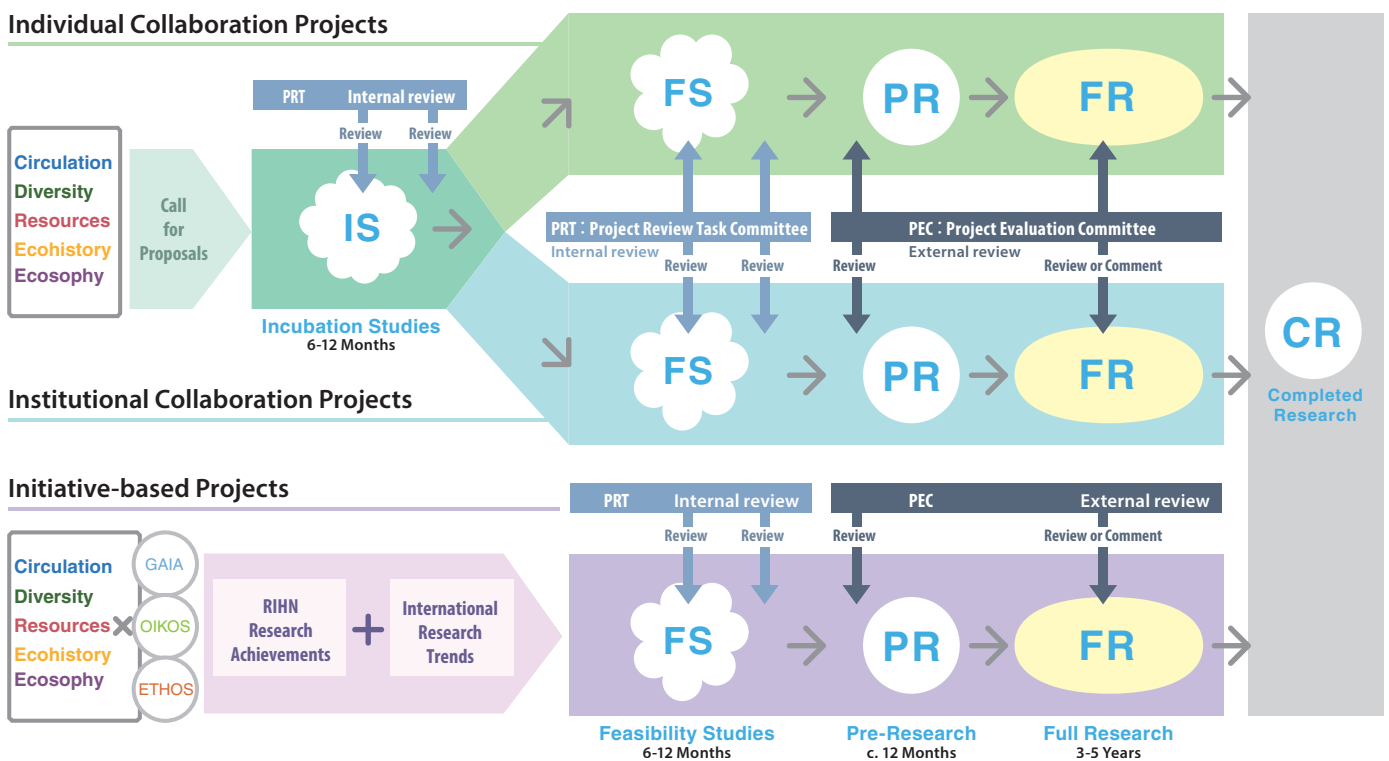 Individual Collaboration Projects
PRT Internal review
Review Review
Circulation
Diversity
Resources
Ecohistory
Ecosophy
Call
for
Proposals
IS
Incubation Studies
6-12 Months
FS
PR
FR
PRT : Project Review Task Committee
Internal review
Review Review
PEC : Project Evaluation Committee
External review
Review Review or Comment
FS
PR
FR
CR
Completed
Research
Institutional Collaboration Projects
Initiative-based Projects
PRT Internal review
Review Review
PEC External review
Review Review or Comment
Circulation
Diversity
Resources
Ecohistory
Ecosophy
×
GAIA
OIKOS
ETHOS
RIHN
Research
Achievements
+
International
Research
Trends
FS
PR
FR
Feasibility Studies
6-12 Months
Pre-Research
c. 12 Months
Full Research
3-5 Years